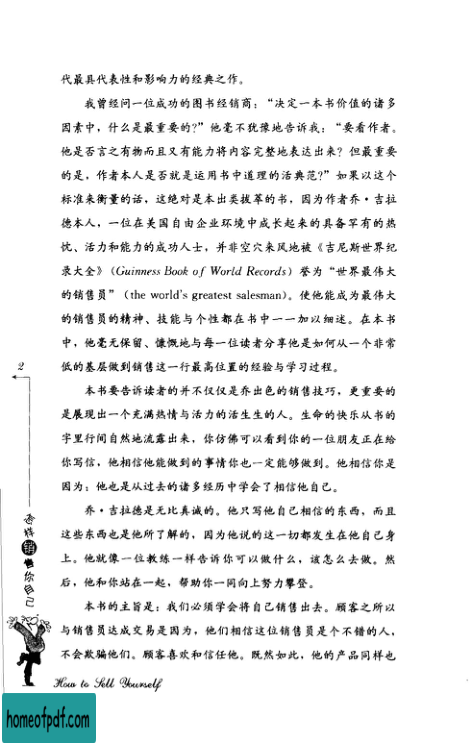 代最具代表性和影响力的经典之作。
我曾经问一位成功的图书经销商：“决定一本书价值的诸多
因素中，什么是最重要的?”他毫不犹豫地告诉我：“要看作者。
他是否言之有物而且又有能力将内容完整地表达出来? 但最重要
的是，作者本人是否就是运用书中道理的活典范?”如果以这个
标准来衡量的话，这绝对是本出类拔萃的书，因为作者乔·吉拉
德本人，一位在美国自由企业环境中成长起来的具备罕有的热
忱、活力和能力的成功人士，并非空穴来风地被《吉尼斯世界纪
录大全》（Guinness Book of World Records）誉为“世界最伟大
的销售员”（the world's greatest salesman）。使他能成为最伟大
的销售员的精神、技能与个性都在书中一一加以细述。在本书
中，他毫无保留、慷慨地与每一位读者分享他是如何从一个非常
低的基层做到销售这一行最高位置的经验与学习过程。
2
本书要告诉读者的并不仅仅是乔出色的销售技巧，更重要的
是展现出一个充满热情与活力的活生生的人。生命的快乐从书的
字里行间自然地流露出来，你仿佛可以看到你的一位朋友正在给
你写信，他相信他能做到的事情你也一定能够做到。他相信你是
因为：他也是从过去的诸多经历中学会了相信他自己。
乔·吉拉德是无比真诚的。他只写他自己相信的东西，而且
这些东西也是他所了解的，因为他说的这一切都发生在他自己身
上。他就像一位教练一样告诉你可以做什么，该怎么去做。然
后，他和你站在一起，帮助你一同向上努力攀登。
本书的主旨是：我们必须学会将自己销售出去。顾客之所以
与销售员达成交易是因为，他们相信这位销售员是个不错的人，
不会欺骗他们。顾客喜欢和信任他。既然如此，他的产品同样也
怎样销售你自己
How to Sell Yourself
homeofpdf.com